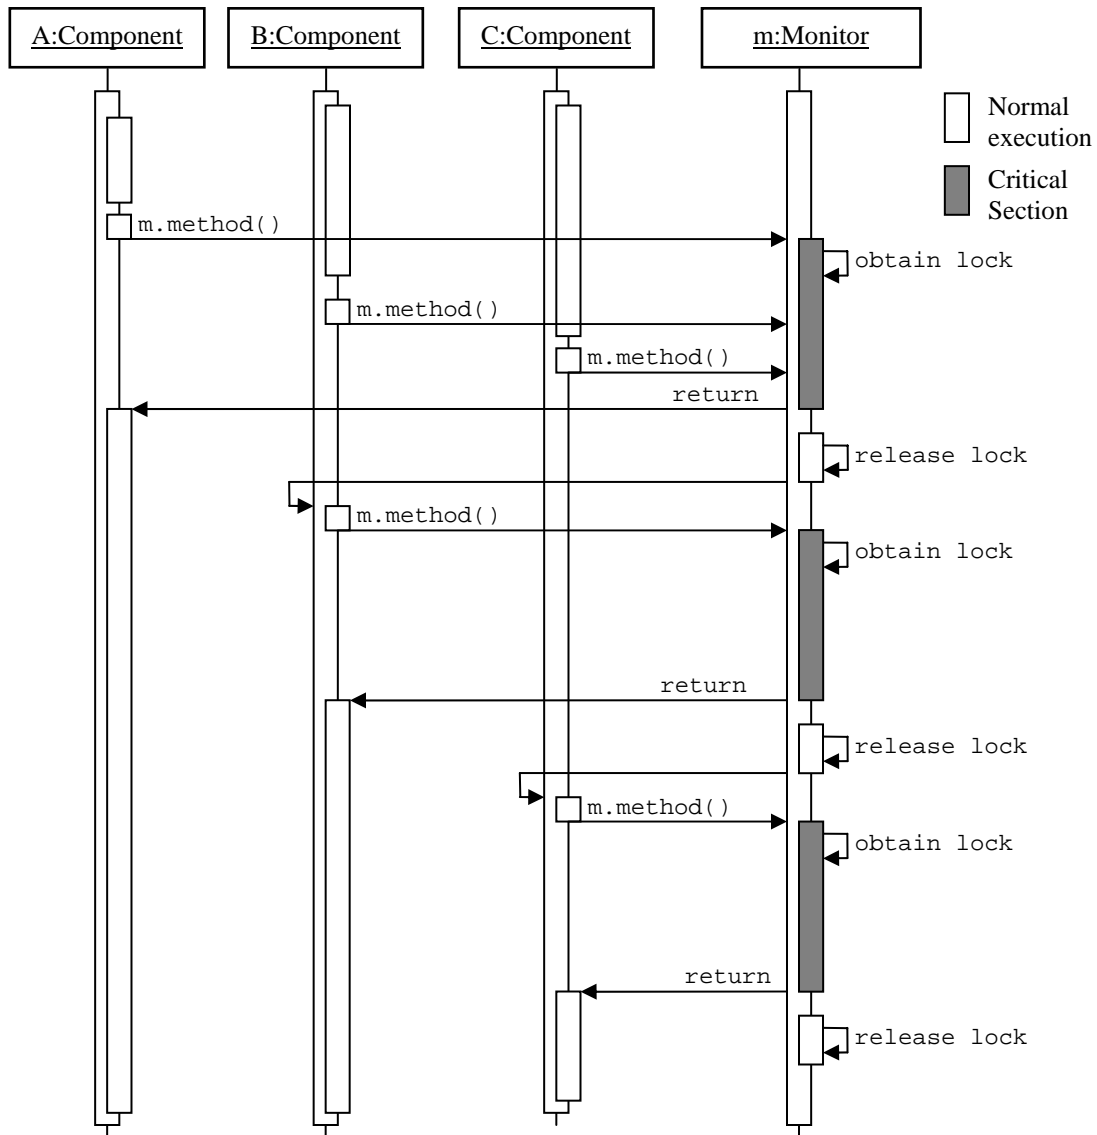 A:Component
B:Component
C:Component
m:Monitor
Normal
execution
Critical
Section
m.method()
obtain lock
m.method()
m.method()
return
release lock
m.method()
obtain lock
return
release lock
m.method()
obtain lock
return
release lock